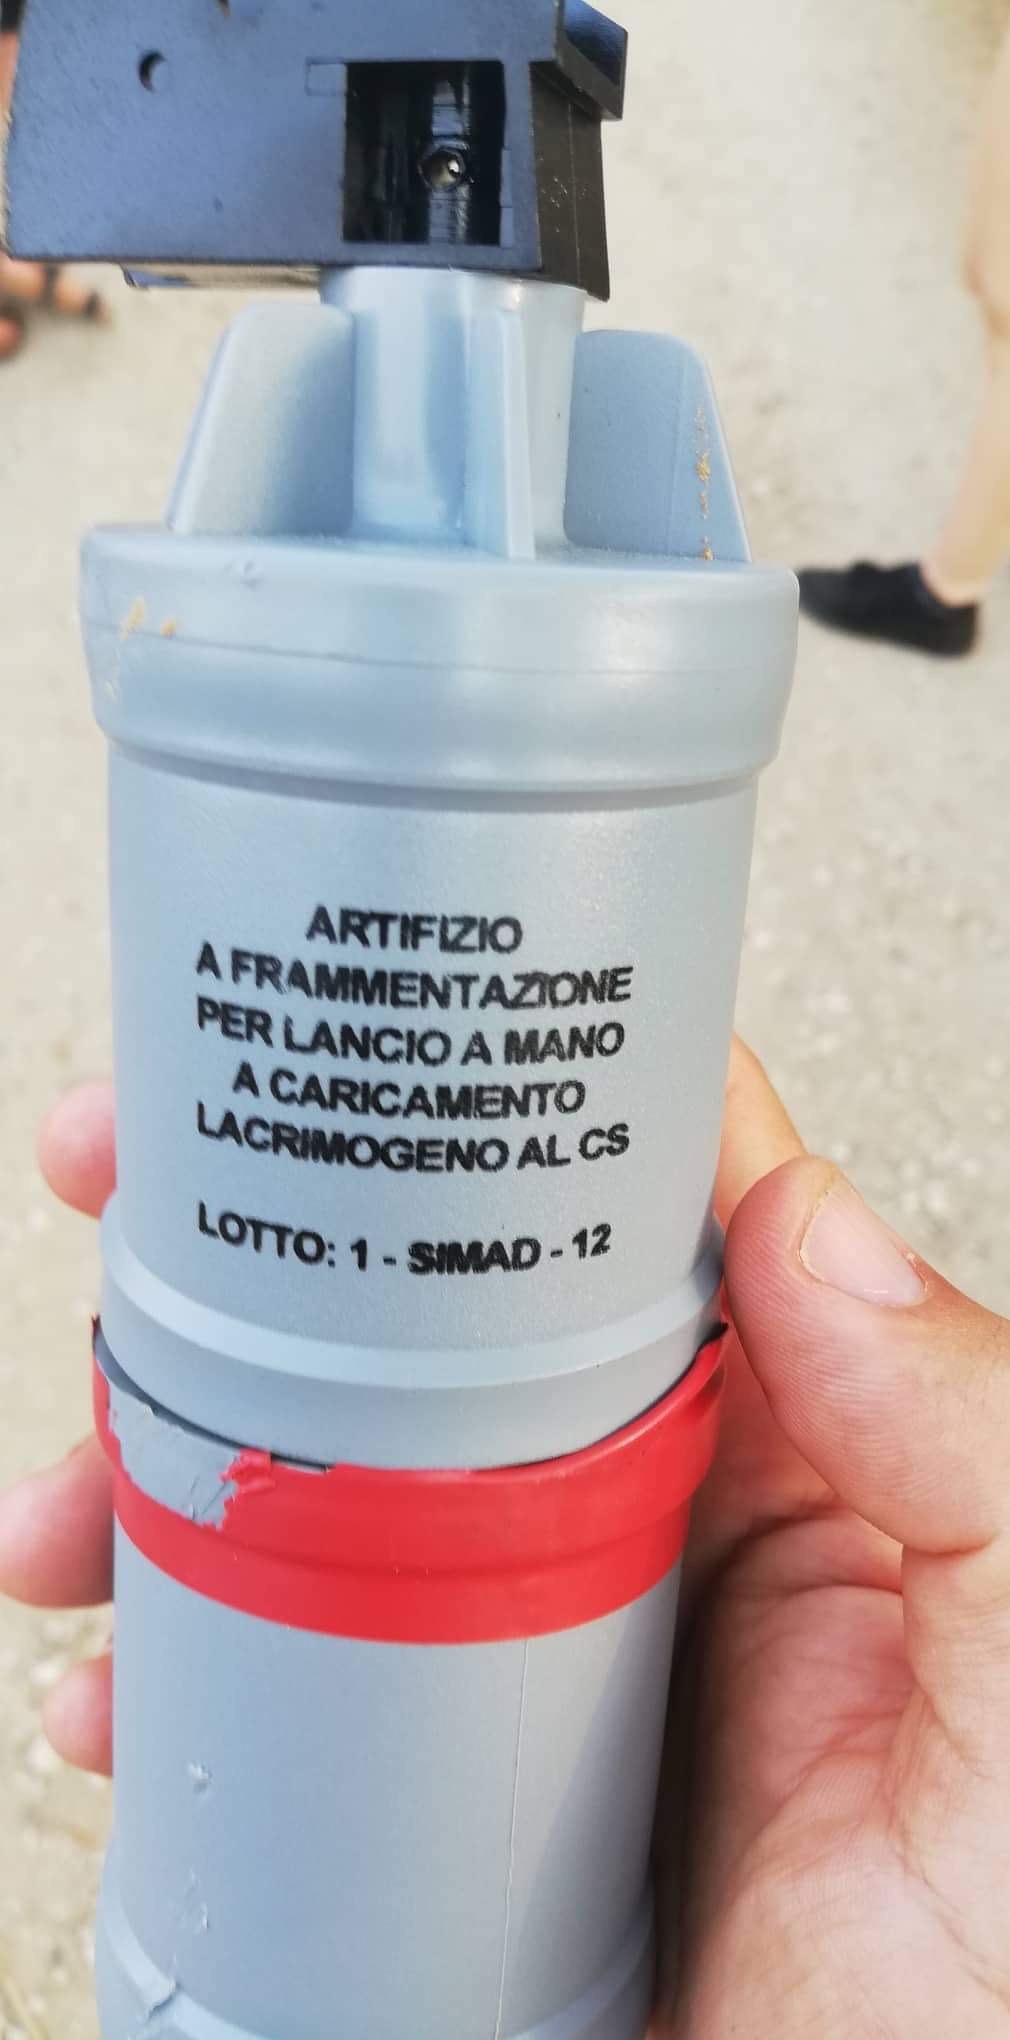 ARTIFIZIO
A FRAMMENTAZIONE
PER LANCIO A MANO
A CARICAMENTO
LACRIMOGENO AL CS
LOTTO: 1 - SIMAD - 12